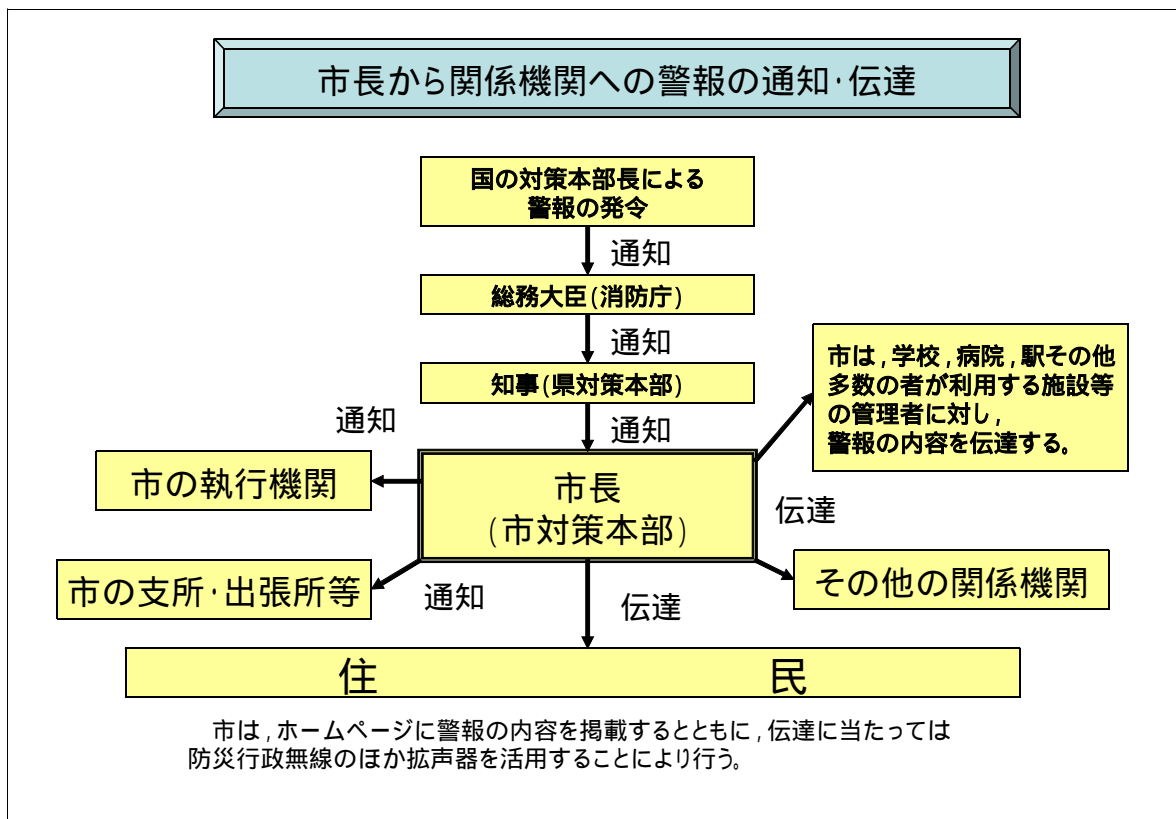 市長から関係機関への警報の通知･伝達
国の対策本部長による
警報の発令
通知
総務大臣(消防庁)
通知
知事(県対策本部)
通知
市は,学校,病院,駅その他
多数の者が利用する施設等
の管理者に対し,
警報の内容を伝達する。
通知
市の執行機関
市長
(市対策本部)
伝達
市の支所･出張所等
通知
伝達
その他の関係機関
住　民
市は,ホームページに警報の内容を掲載するとともに,伝達に当たっては
防災行政無線のほか拡声器を活用することにより行う。